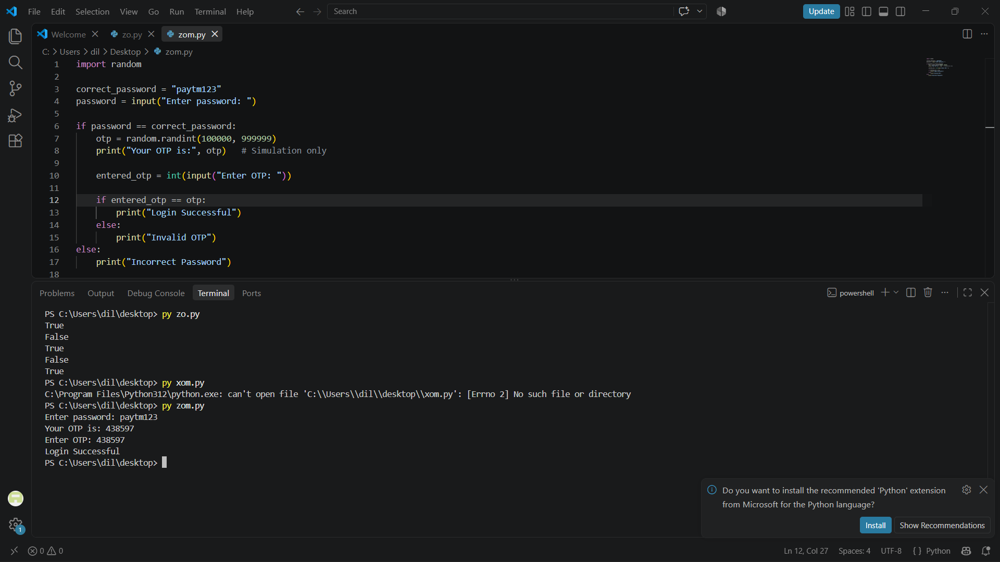 File Edit Selection View Go Run Terminal Help Search Update
Welcome zo.py zom.py
C: > Users > dil > Desktop > zom.py
1 import random
2
3 correct_password = "paytm123"
4 password = input("Enter password: ")
5
6 if password == correct_password:
7 otp = random.randint(100000, 999999)
8 print("Your OTP is:", otp) # Simulation only
9
10 entered_otp = int(input("Enter OTP: "))
11
12 if entered_otp == otp:
13 print("Login Successful")
14 else:
15 print("Invalid OTP")
16 else:
17 print("Incorrect Password")
18
Problems Output Debug Console Terminal Ports powershell
PS C:\Users\dil\desktop> py zo.py
True
False
True
False
True
PS C:\Users\dil\desktop> py xom.py
C:\Program Files\Python312\python.exe: can't open file 'C:\\Users\\dil\\desktop\\xom.py': [Errno 2] No such file or directory
PS C:\Users\dil\desktop> py zom.py
Enter password: paytm123
Your OTP is: 438597
Enter OTP: 438597
Login Successful
PS C:\Users\dil\desktop>
Do you want to install the recommended 'Python' extension
from Microsoft for the Python language?
Install Show Recommendations
1
0 0 Ln 12, Col 27 Spaces: 4 UTF-8 {} Python